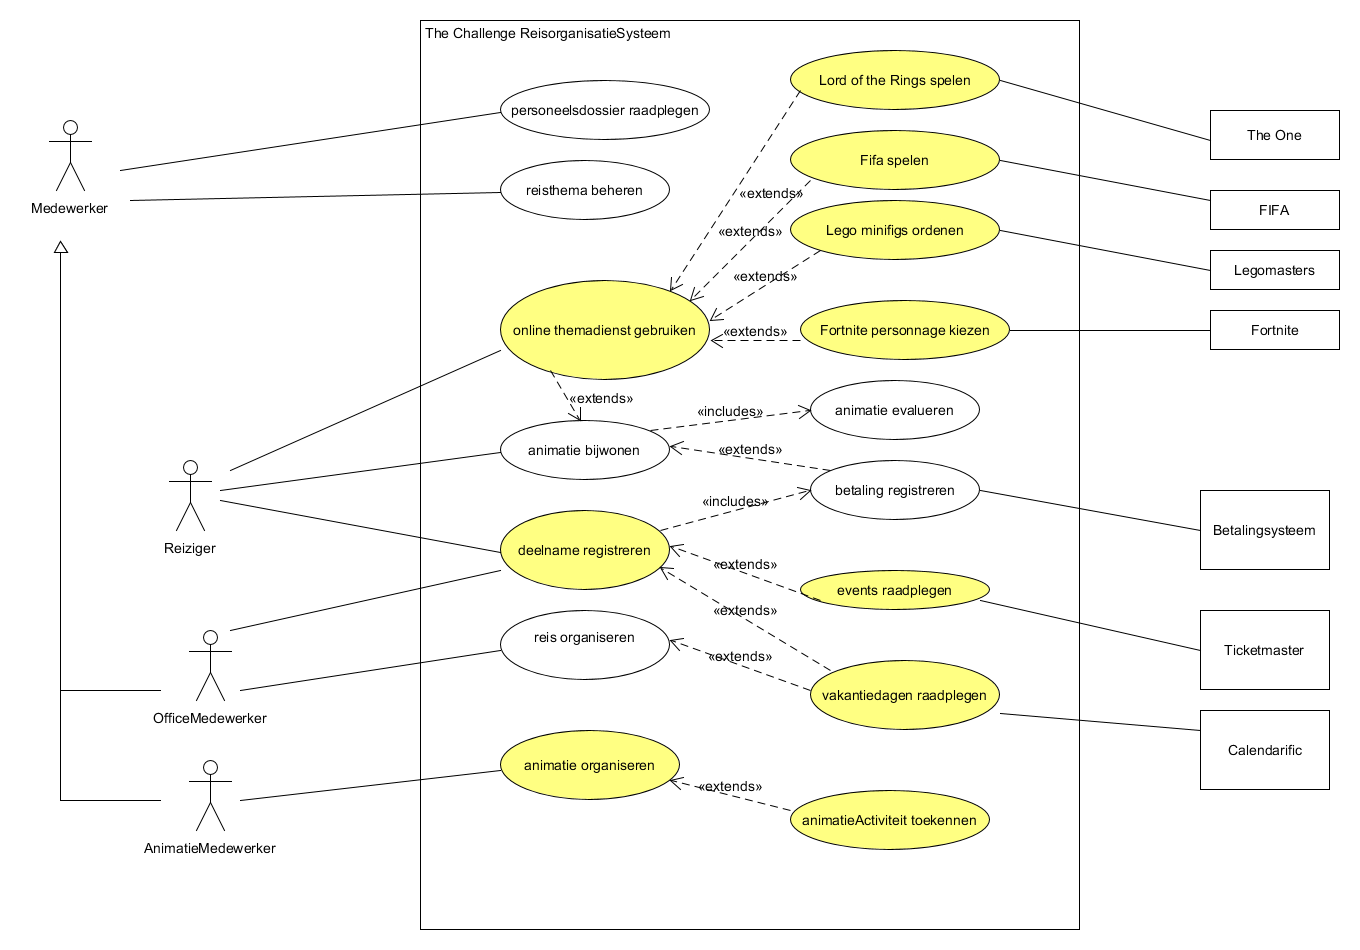 The Challenge ReisorganisatieSysteem
Lord of the Rings spelen
personeelsdossier raadplegen
The One
Fifa spelen
reisthema beheren
«extends»
Medewerker
FIFA
«extends»
Lego minifigs ordenen
Legomasters
«extends»
online themadienst gebruiken
«extends»
Fortnite personnage kiezen
Fortnite
«extends»
«includes»
animatie evalueren
animatie bijwonen
«extends»
betaling registreren
«includes»
Betalingsysteem
Reiziger
deelname registreren
«extends»
events raadplegen
«extends»
reis organiseren
Ticketmaster
«extends»
vakantiedagen raadplegen
OfficeMedewerker
Calendarific
animatie organiseren
«extends»
animatieActiviteit toekennen
AnimatieMedewerker